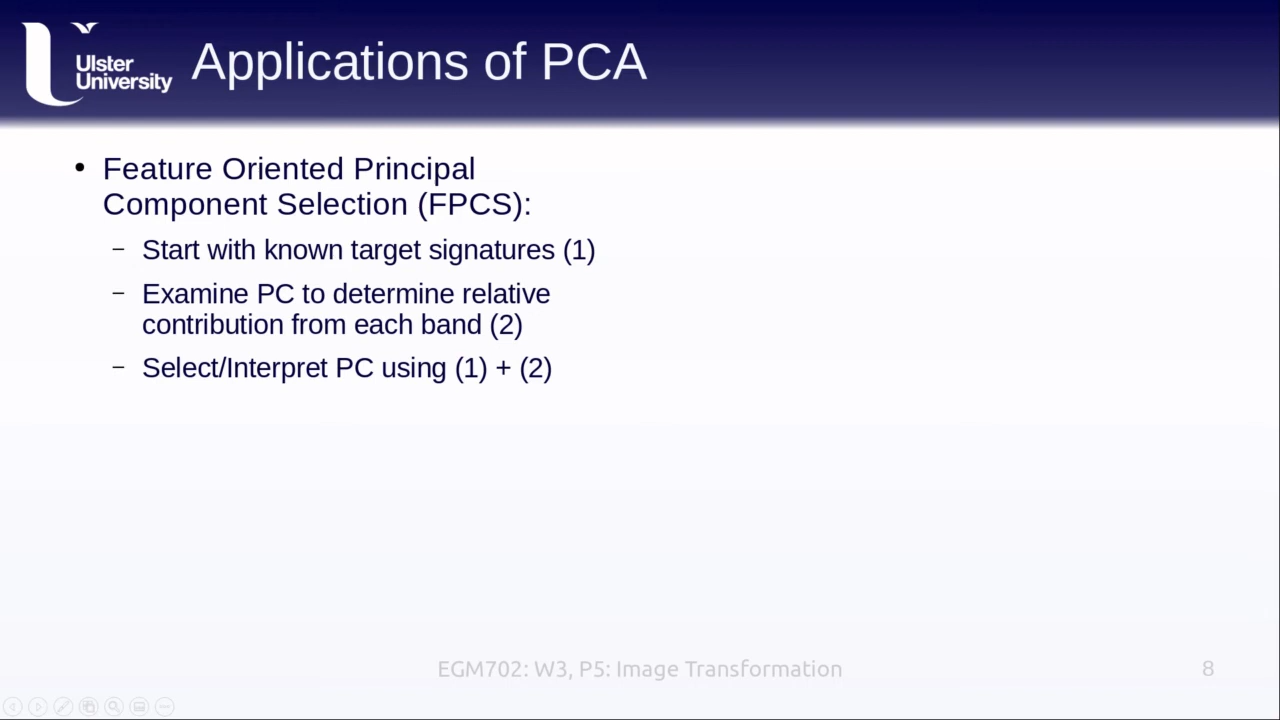 Ulster
University
Applications of PCA
• Feature Oriented Principal
Component Selection (FPCS):
– Start with known target signatures (1)
– Examine PC to determine relative
contribution from each band (2)
– Select/Interpret PC using (1) + (2)
EGM702: W3, P5: Image Transformation
8